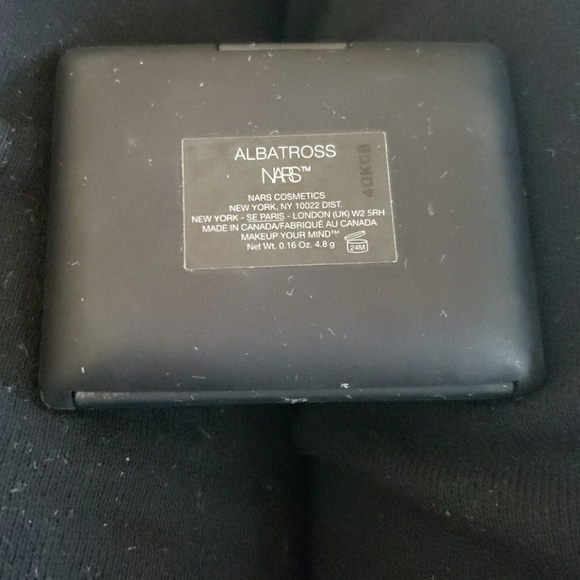 ALBATROSS
NARS™
NARS COSMETICS
NEW YORK, NY 10022 DIST.
NEW YORK - SE PARIS - LONDON (UK) W2 5RH
MADE IN CANADA/FABRIQUÉ AU CANADA
MAKEUP YOUR MIND™
Net Wt. 0.16 Oz. 4.8 g
24M